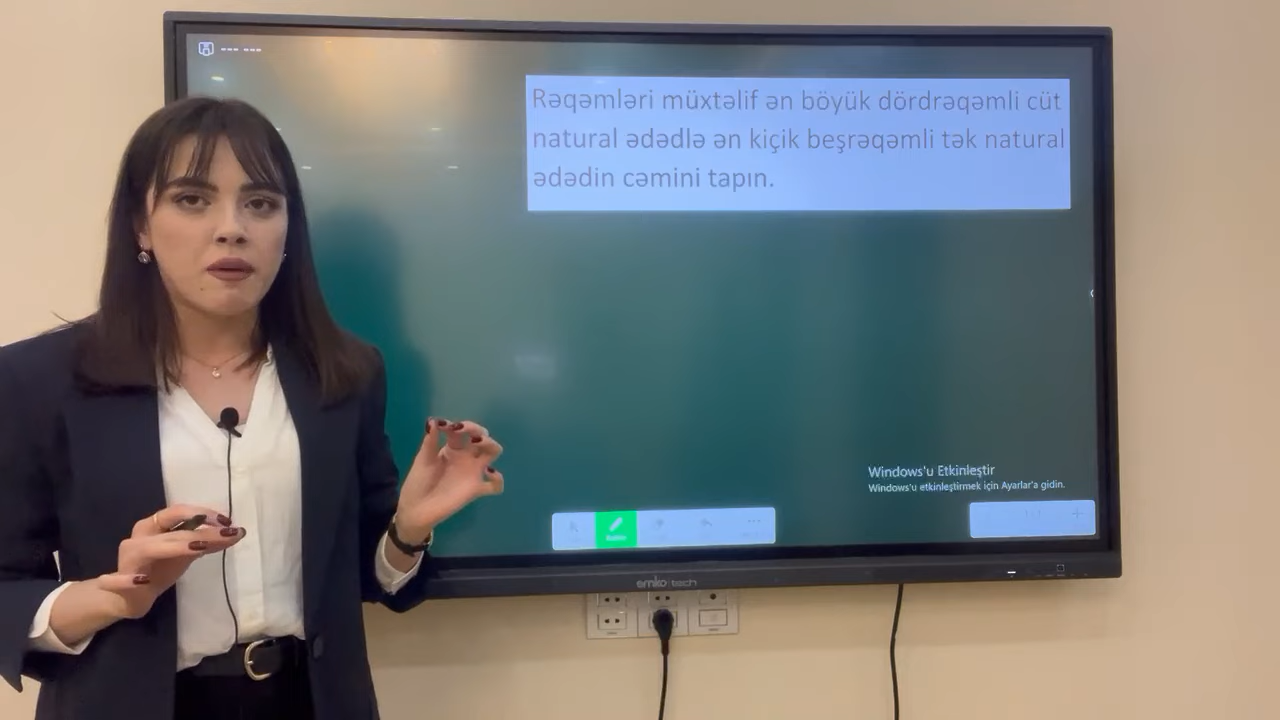 Rəqəmləri müxtəlif ən böyük dördrəqəmli cüt
natural ədədlə ən kiçik beşrəqəmli tək natural
ədədin cəmini tapın.
Windows'u Etkinleştir
Windows'u etkinleştirmek için Ayarlar'a gidin.
emko tech